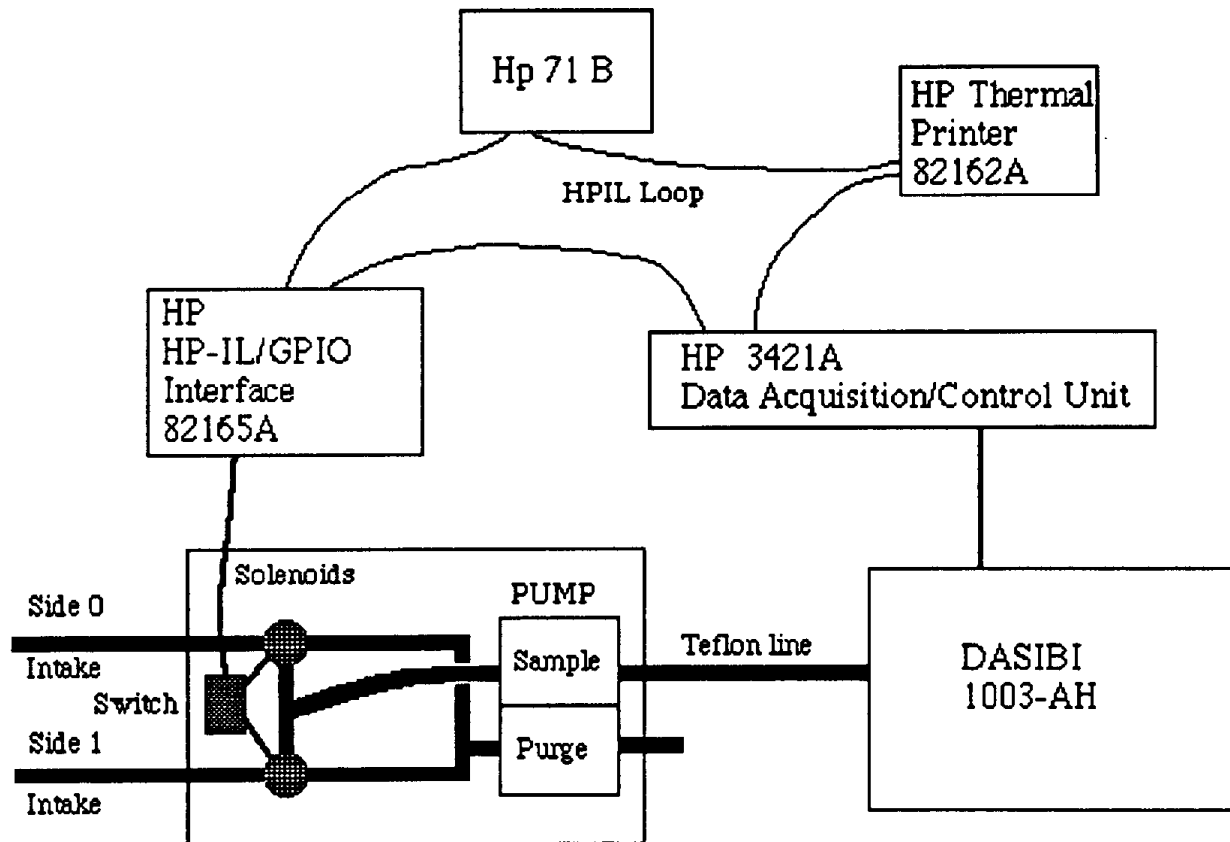 Hp 71 B
HP Thermal
Printer
82162A
HPIL Loop
HP
HP-IL/GPIO
Interface
82165A
HP 3421A
Data Acquisition/Control Unit
Solenoids
PUMP
Side 0
Intake
Switch
Sample
Teflon line
DASIBI
1003-AH
Side 1
Purge
Intake